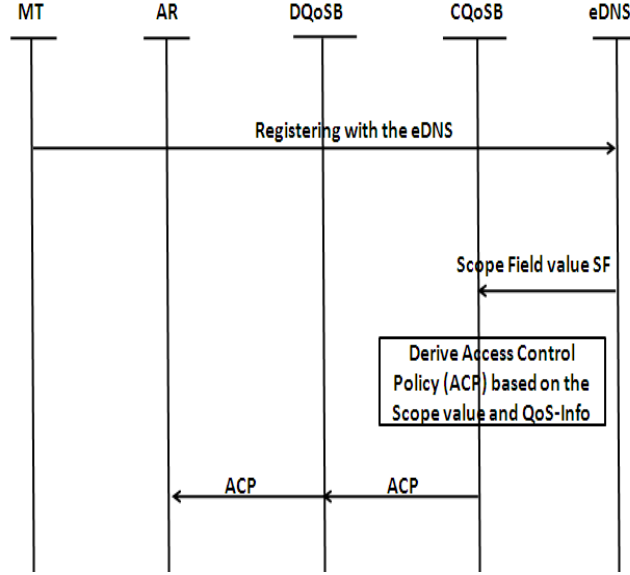 MT AR DQoSB CQoSB eDNS
Registering with the eDNS
Scope Field value SF
Derive Access Control
Policy (ACP) based on the
Scope value and QoS-Info
ACP ACP